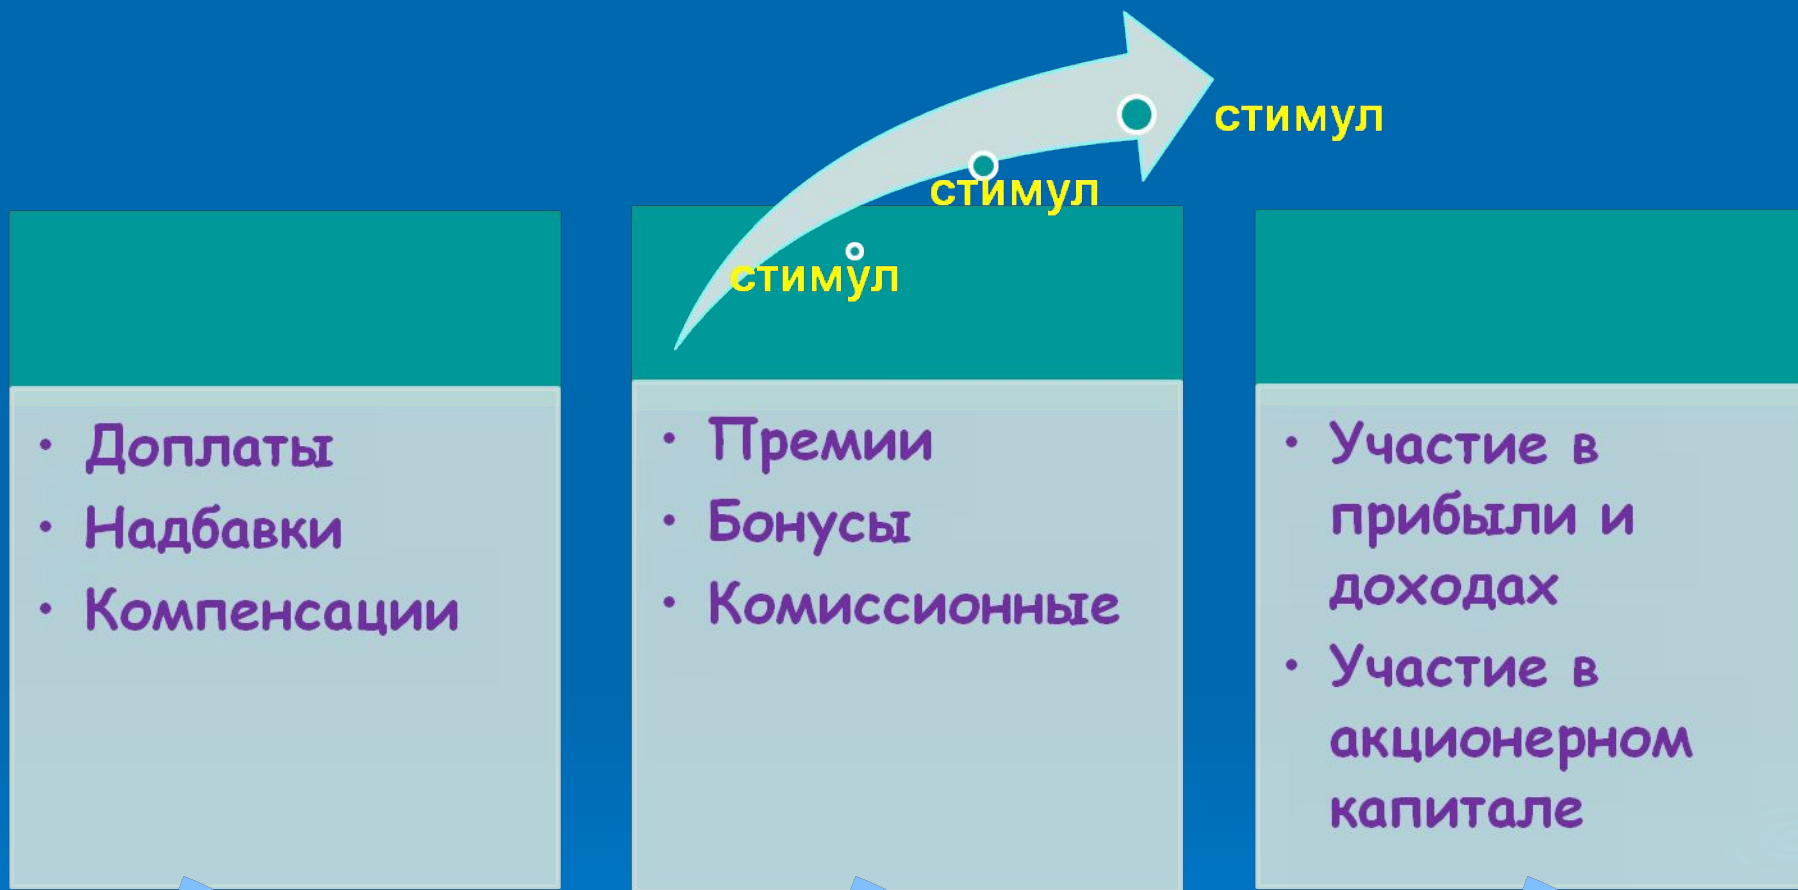 стимул
стимул
стимул
• Доплаты
• Надбавки
• Компенсации
• Премии
• Бонусы
• Комиссионные
• Участие в
прибыли и
доходах
• Участие в
акционерном
капитале